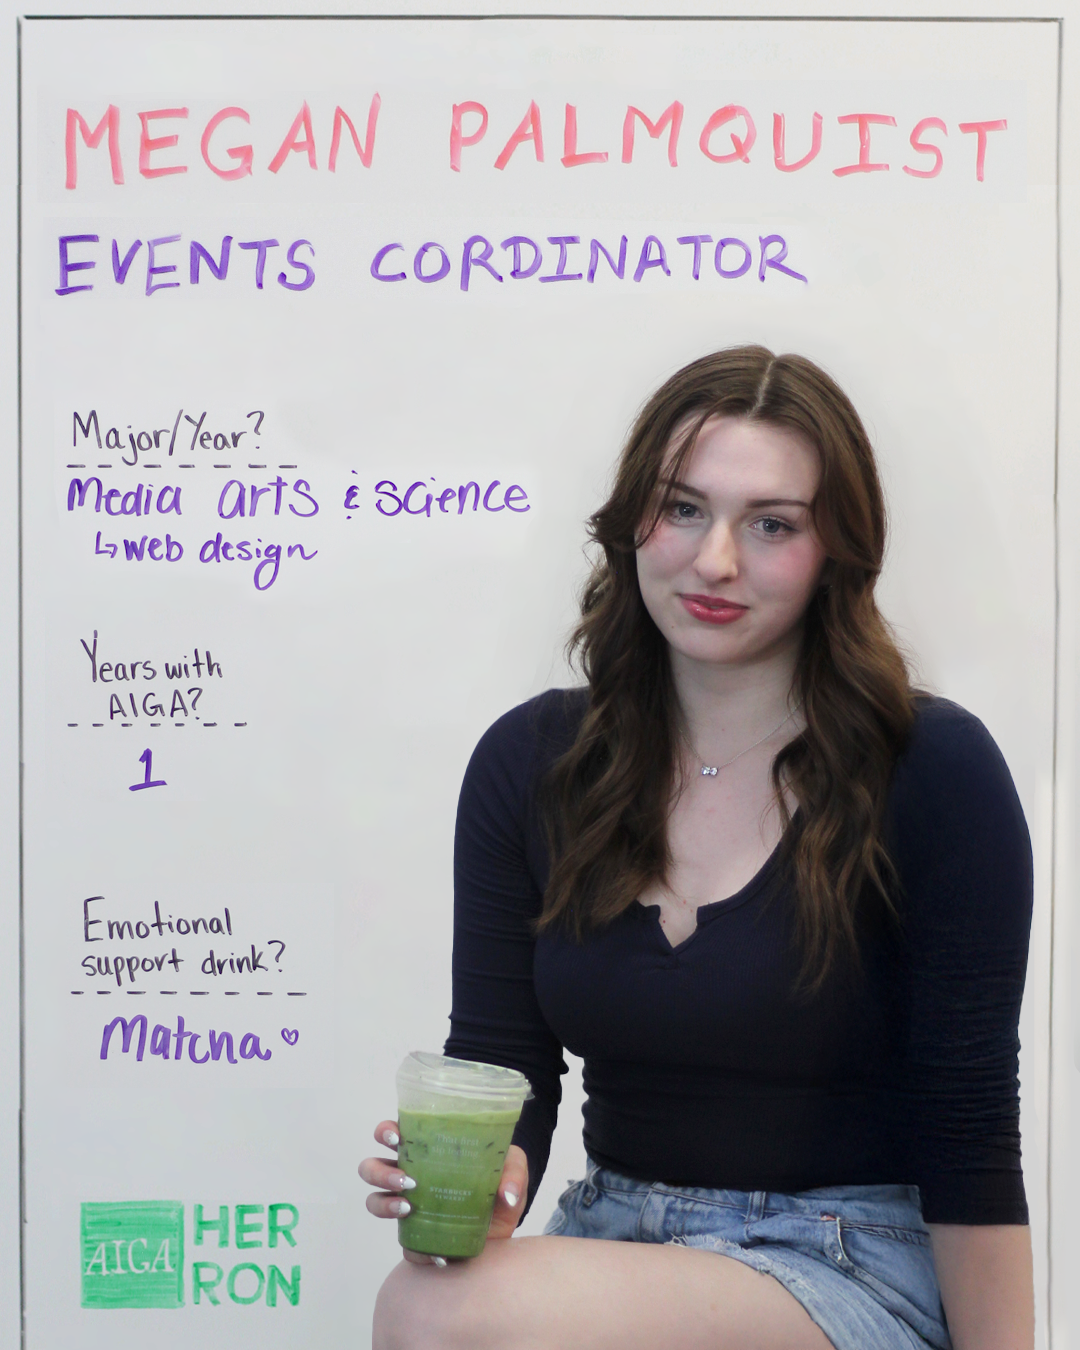 MEGAN PALMQUIST
EVENTS CORDINATOR
Major/Year?
Media arts & science
↳ web design
Years with
AIGA?
1
Emotional
support drink?
Matcha ♡
AIGA
HER
RON